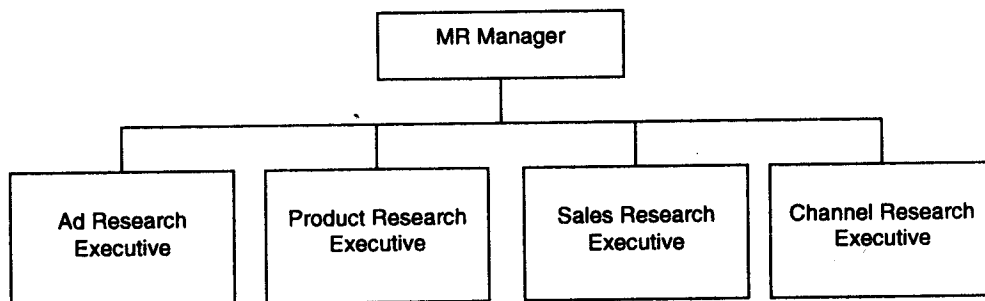 MR Manager
Ad Research
Executive
Product Research
Executive
Sales Research
Executive
Channel Research
Executive